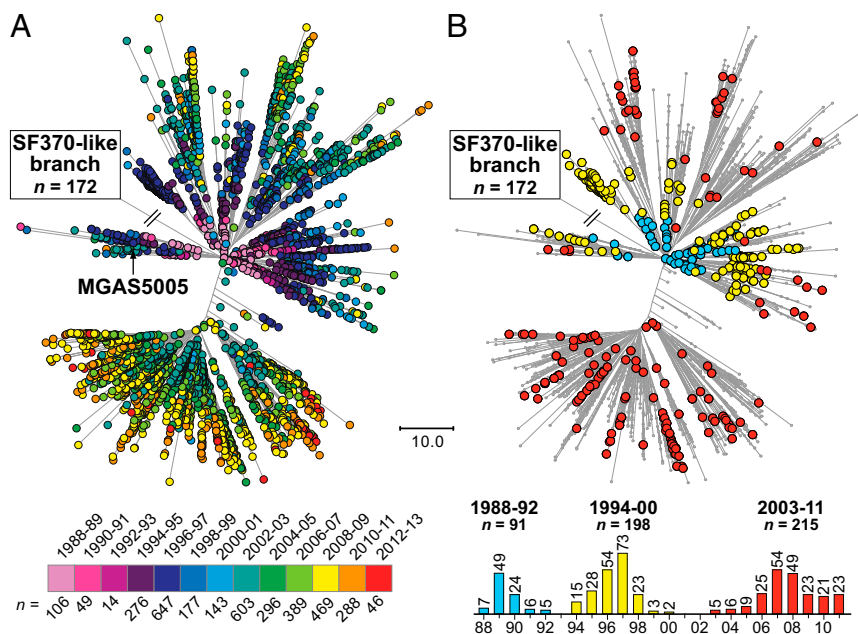 A
SF370-like
branch
n = 172
MGAS5005
10.0
1988-89
1990-91
1992-93
1994-95
1996-97
1998-99
2000-01
2002-03
2004-05
2006-07
2008-09
2010-11
2012-13
n = 106 49 14 276 647 177 143 603 296 389 469 288 46
B
SF370-like
branch
n = 172
1988-92
n = 91
7 49 24 6 5
1994-00
n = 198
15 28 54 73 23 3 2
2003-11
n = 215
5 6 9 25 54 49 23 21 23
88 90 92 94 96 98 00 02 04 06 08 10